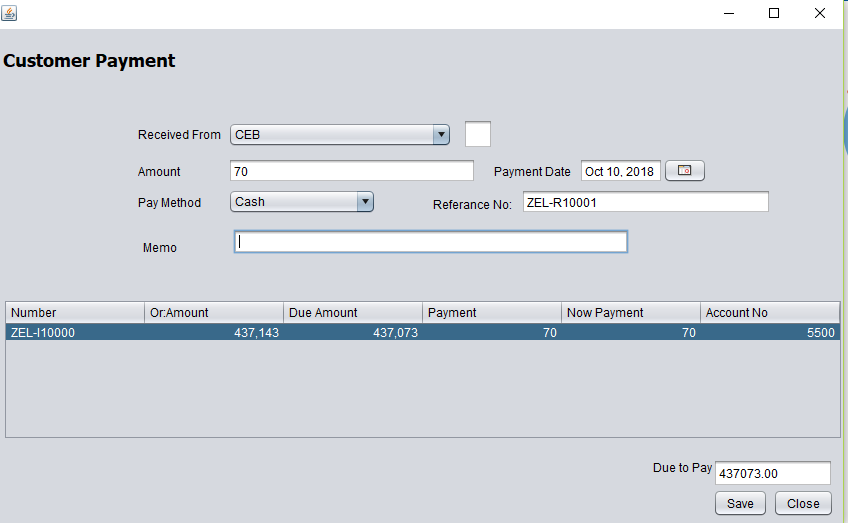 Customer Payment
Received From CEB
Amount 70 Payment Date Oct 10, 2018
Pay Method Cash Referance No: ZEL-R10001
Memo
Number Or:Amount Due Amount Payment Now Payment Account No
ZEL-I10000 437,143 437,073 70 70 5500
Due to Pay 437073.00
Save Close